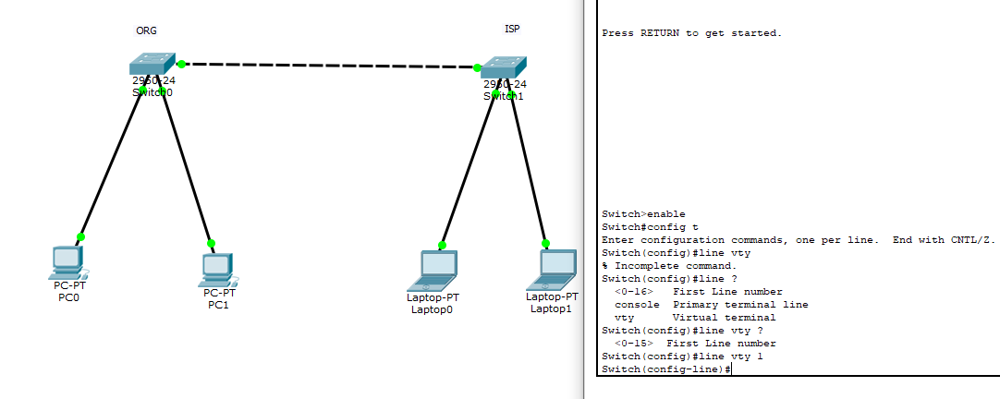 ORG
ISP
2950-24
Switch0
2950-24
Switch1
PC-PT
PC0
PC-PT
PC1
Laptop-PT
Laptop0
Laptop-PT
Laptop1
Press RETURN to get started.
Switch>enable
Switch#config t
Enter configuration commands, one per line.  End with CNTL/Z.
Switch(config)#line vty
% Incomplete command.
Switch(config)#line ?
  <0-16>   First Line number
  console  Primary terminal line
  vty      Virtual terminal
Switch(config)#line vty ?
  <0-15>  First Line number
Switch(config)#line vty 1
Switch(config-line)#